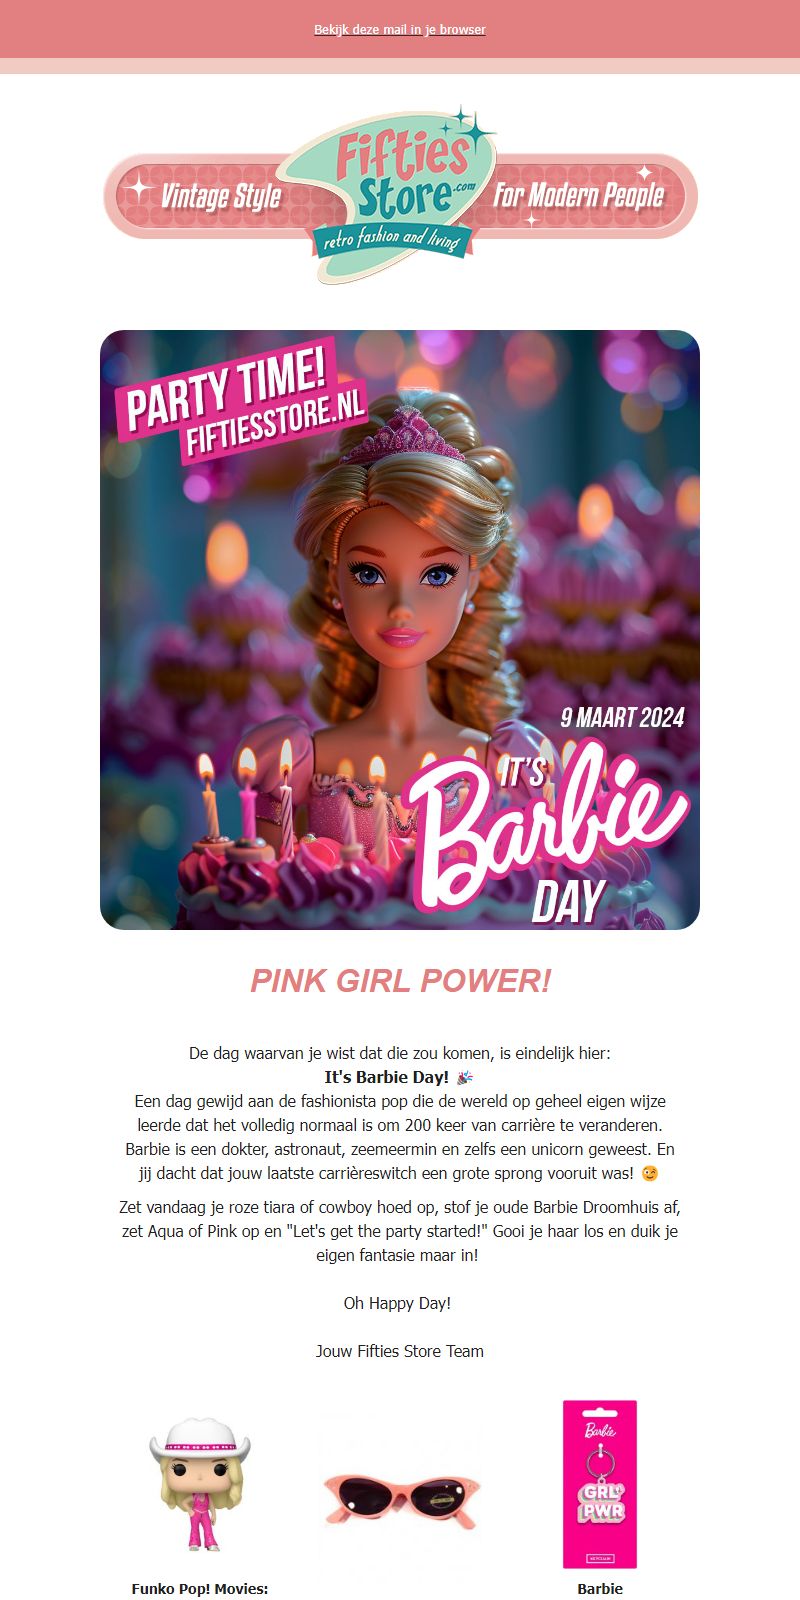 Bekijk deze mail in je browser
Vintage Style
Fifties
Store.com
For Modern People
retro fashion and living
PARTY TIME!
FIFTIESSTORE.NL
9 MAART 2024
IT'S
Barbie
DAY
PINK GIRL POWER!
De dag waarvan je wist dat die zou komen, is eindelijk hier:
It's Barbie Day! 🎉
Een dag gewijd aan de fashionista pop die de wereld op geheel eigen wijze
leerde dat het volledig normaal is om 200 keer van carrière te veranderen.
Barbie is een dokter, astronaut, zeemeermin en zelfs een unicorn geweest. En
jij dacht dat jouw laatste carrièreswitch een grote sprong vooruit was! 😉
Zet vandaag je roze tiara of cowboy hoed op, stof je oude Barbie Droomhuis af,
zet Aqua of Pink op en "Let's get the party started!" Gooi je haar los en duik je
eigen fantasie maar in!
Oh Happy Day!
Jouw Fifties Store Team
Barbie
GRL
PWR
KEYCHAIN
Funko Pop! Movies:
Barbie